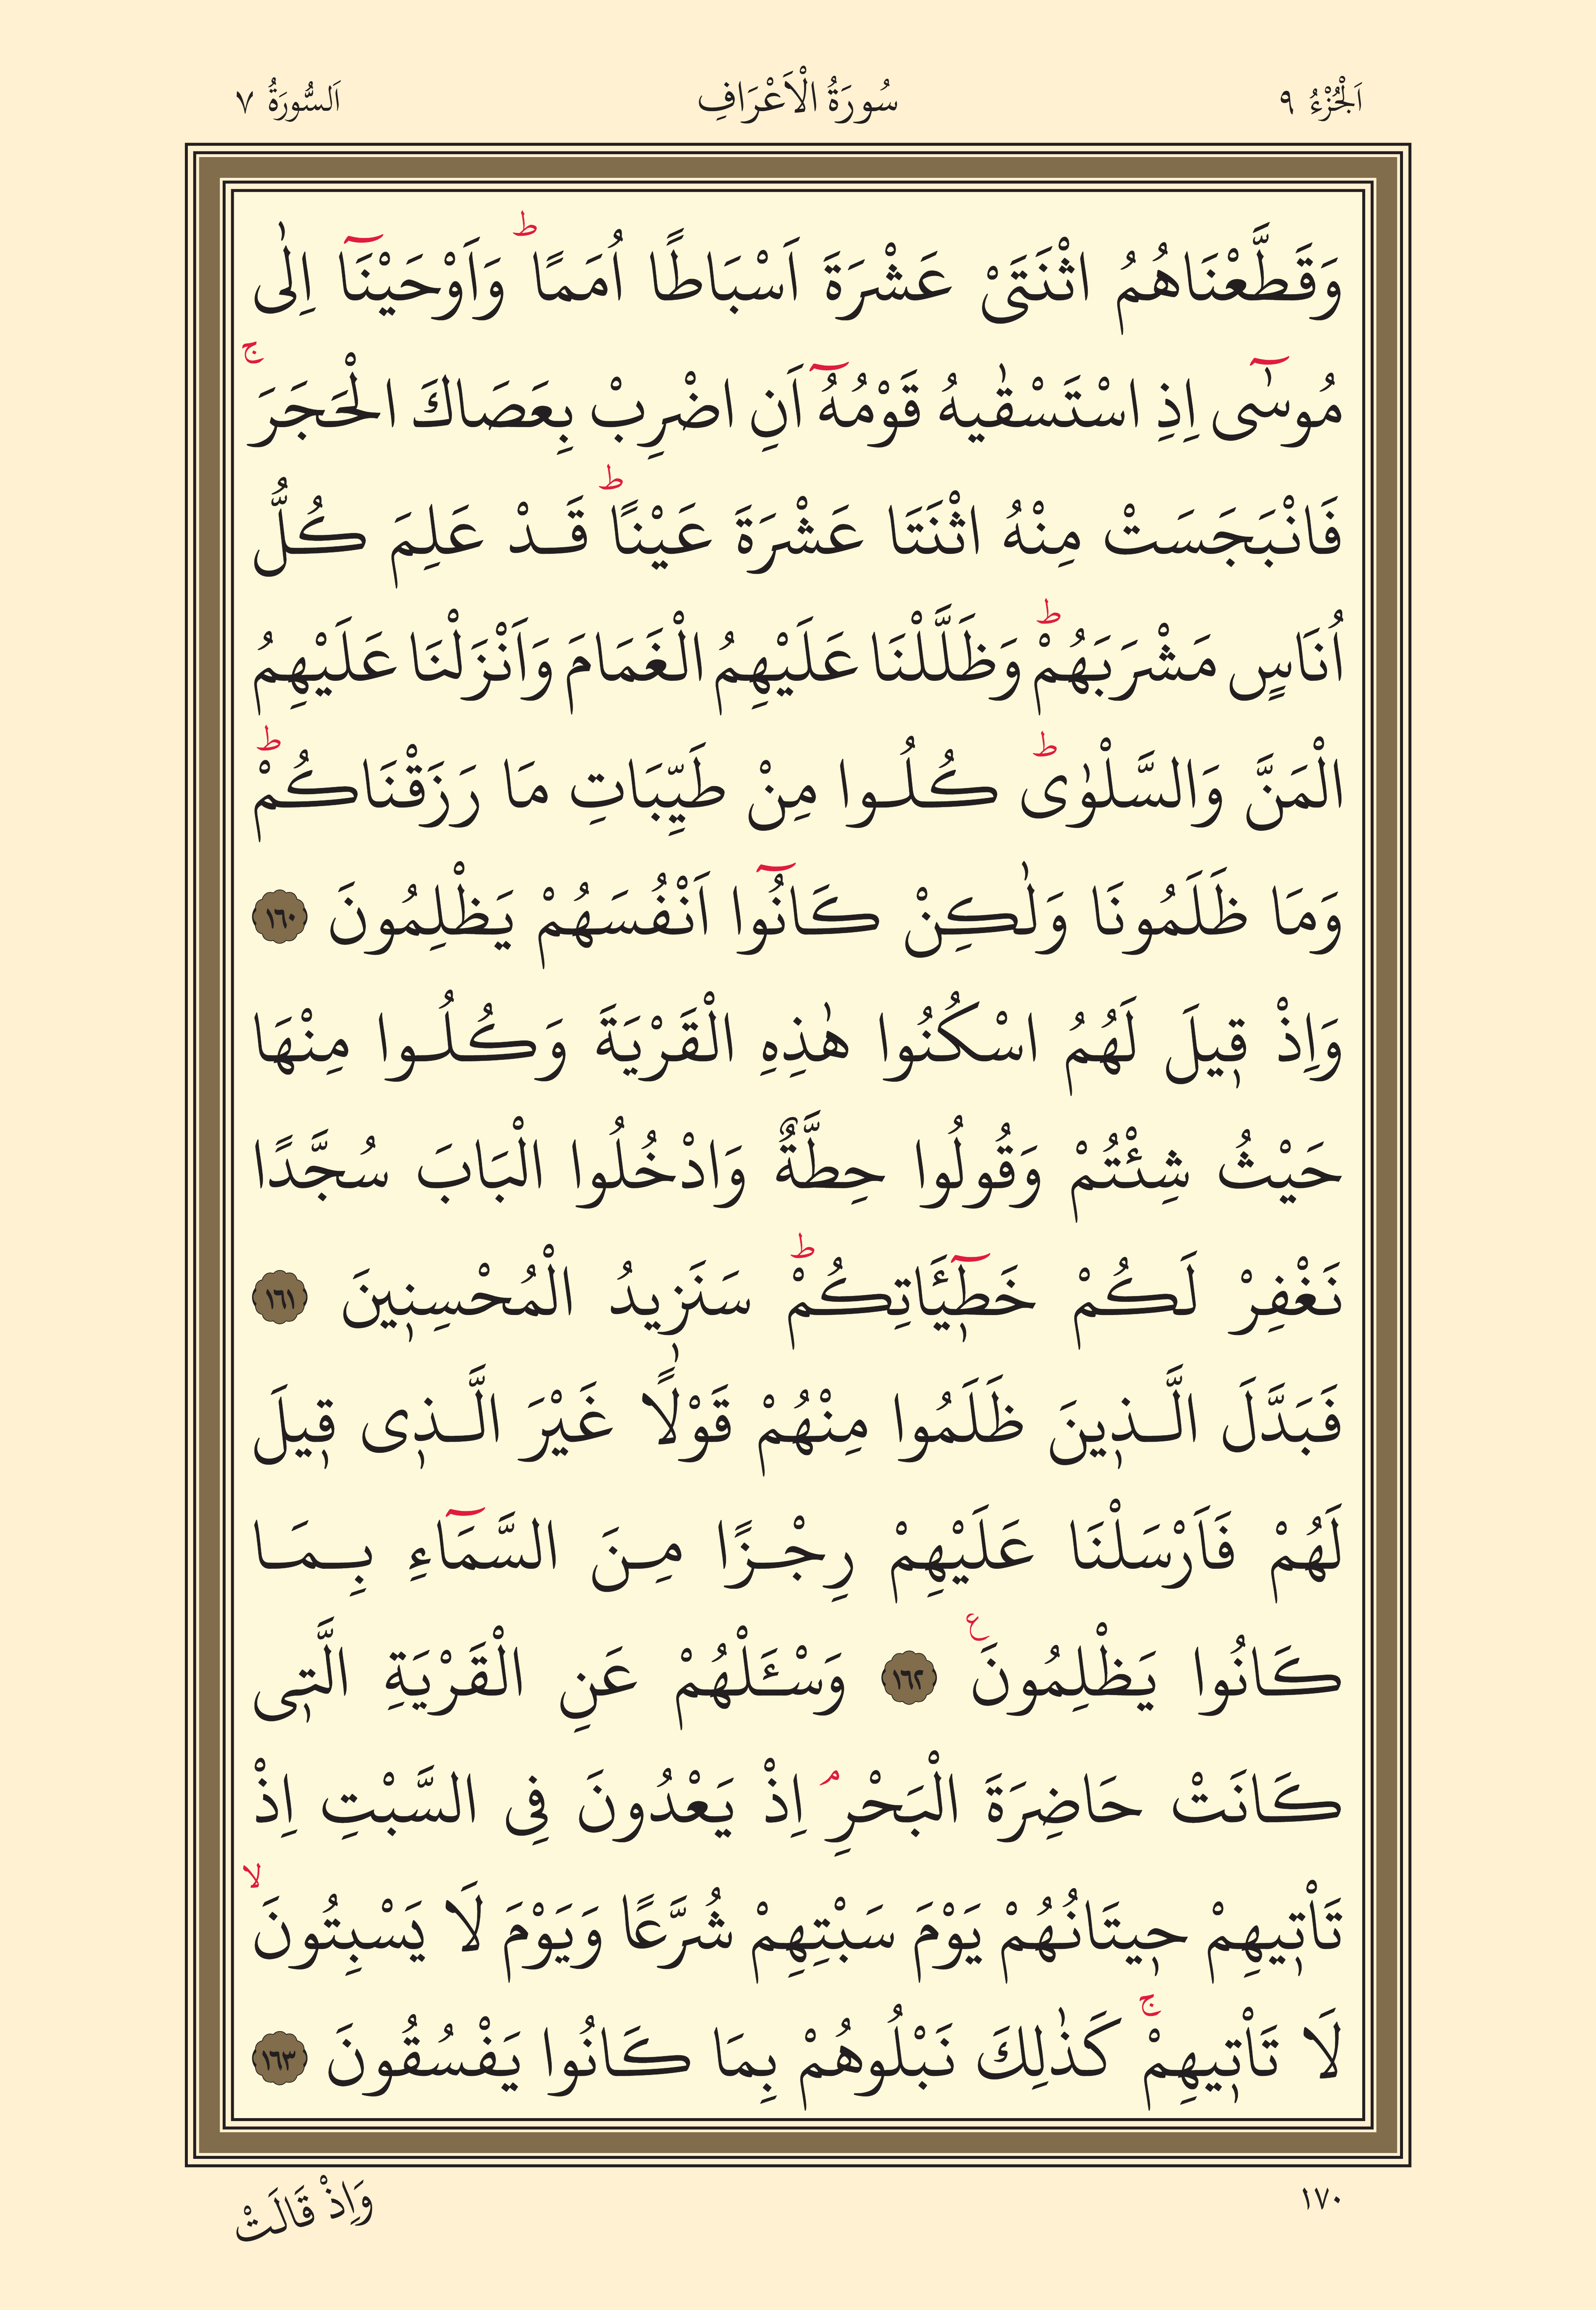 اَلْجُزْءُ ٩
سُورَةُ الْاَعْرَافِ
اَلسُّورَةُ ٧
وَقَطَّعْنَاهُمُ اثْنَتَىْ عَشْرَةَ اَسْبَاطًا اُمَمًاؕ وَاَوْحَيْنَٓا اِلٰى
مُوسٰٓى اِذِ اسْتَسْقٰيهُ قَوْمُهُٓ اَنِ اضْرِبْ بِعَصَاكَ الْحَجَرَۚ
فَانْبَجَسَتْ مِنْهُ اثْنَتَا عَشْرَةَ عَيْنًاؕ قَدْ عَلِمَ كُلُّ
اُنَاسٍ مَشْرَبَهُمْؕ وَظَلَّلْنَا عَلَيْهِمُ الْغَمَامَ وَاَنْزَلْنَا عَلَيْهِمُ
الْمَنَّ وَالسَّلْوٰىؕ كُلُوا مِنْ طَيِّبَاتِ مَا رَزَقْنَاكُمْؕ
وَمَا ظَلَمُونَا وَلٰكِنْ كَانُٓوا اَنْفُسَهُمْ يَظْلِمُونَ ١٦٠
وَاِذْ قٖيلَ لَهُمُ اسْكُنُوا هٰذِهِ الْقَرْيَةَ وَكُلُوا مِنْهَا
حَيْثُ شِئْتُمْ وَقُولُوا حِطَّةٌ وَادْخُلُوا الْبَابَ سُجَّدًا
نَغْفِرْ لَكُمْ خَطٖٓيـَٔاتِكُمْؕ سَنَزٖيدُ الْمُحْسِنٖينَ ١٦١
فَبَدَّلَ الَّذٖينَ ظَلَمُوا مِنْهُمْ قَوْلًا غَيْرَ الَّذٖى قٖيلَ
لَهُمْ فَاَرْسَلْنَا عَلَيْهِمْ رِجْزًا مِنَ السَّمَٓاءِ بِمَا
كَانُوا يَظْلِمُونَ ع ١٦٢ وَسْـَٔلْهُمْ عَنِ الْقَرْيَةِ الَّتٖى
كَانَتْ حَاضِرَةَ الْبَحْرِۘ اِذْ يَعْدُونَ فِى السَّبْتِ اِذْ
تَاْتٖيهِمْ حٖيتَانُهُمْ يَوْمَ سَبْتِهِمْ شُرَّعًا وَيَوْمَ لَا يَسْبِتُونَۙ
لَا تَاْتٖيهِمْۚ كَذٰلِكَ نَبْلُوهُمْ بِمَا كَانُوا يَفْسُقُونَ ١٦٣
١٧٠
وَاِذْ قَالَتْ